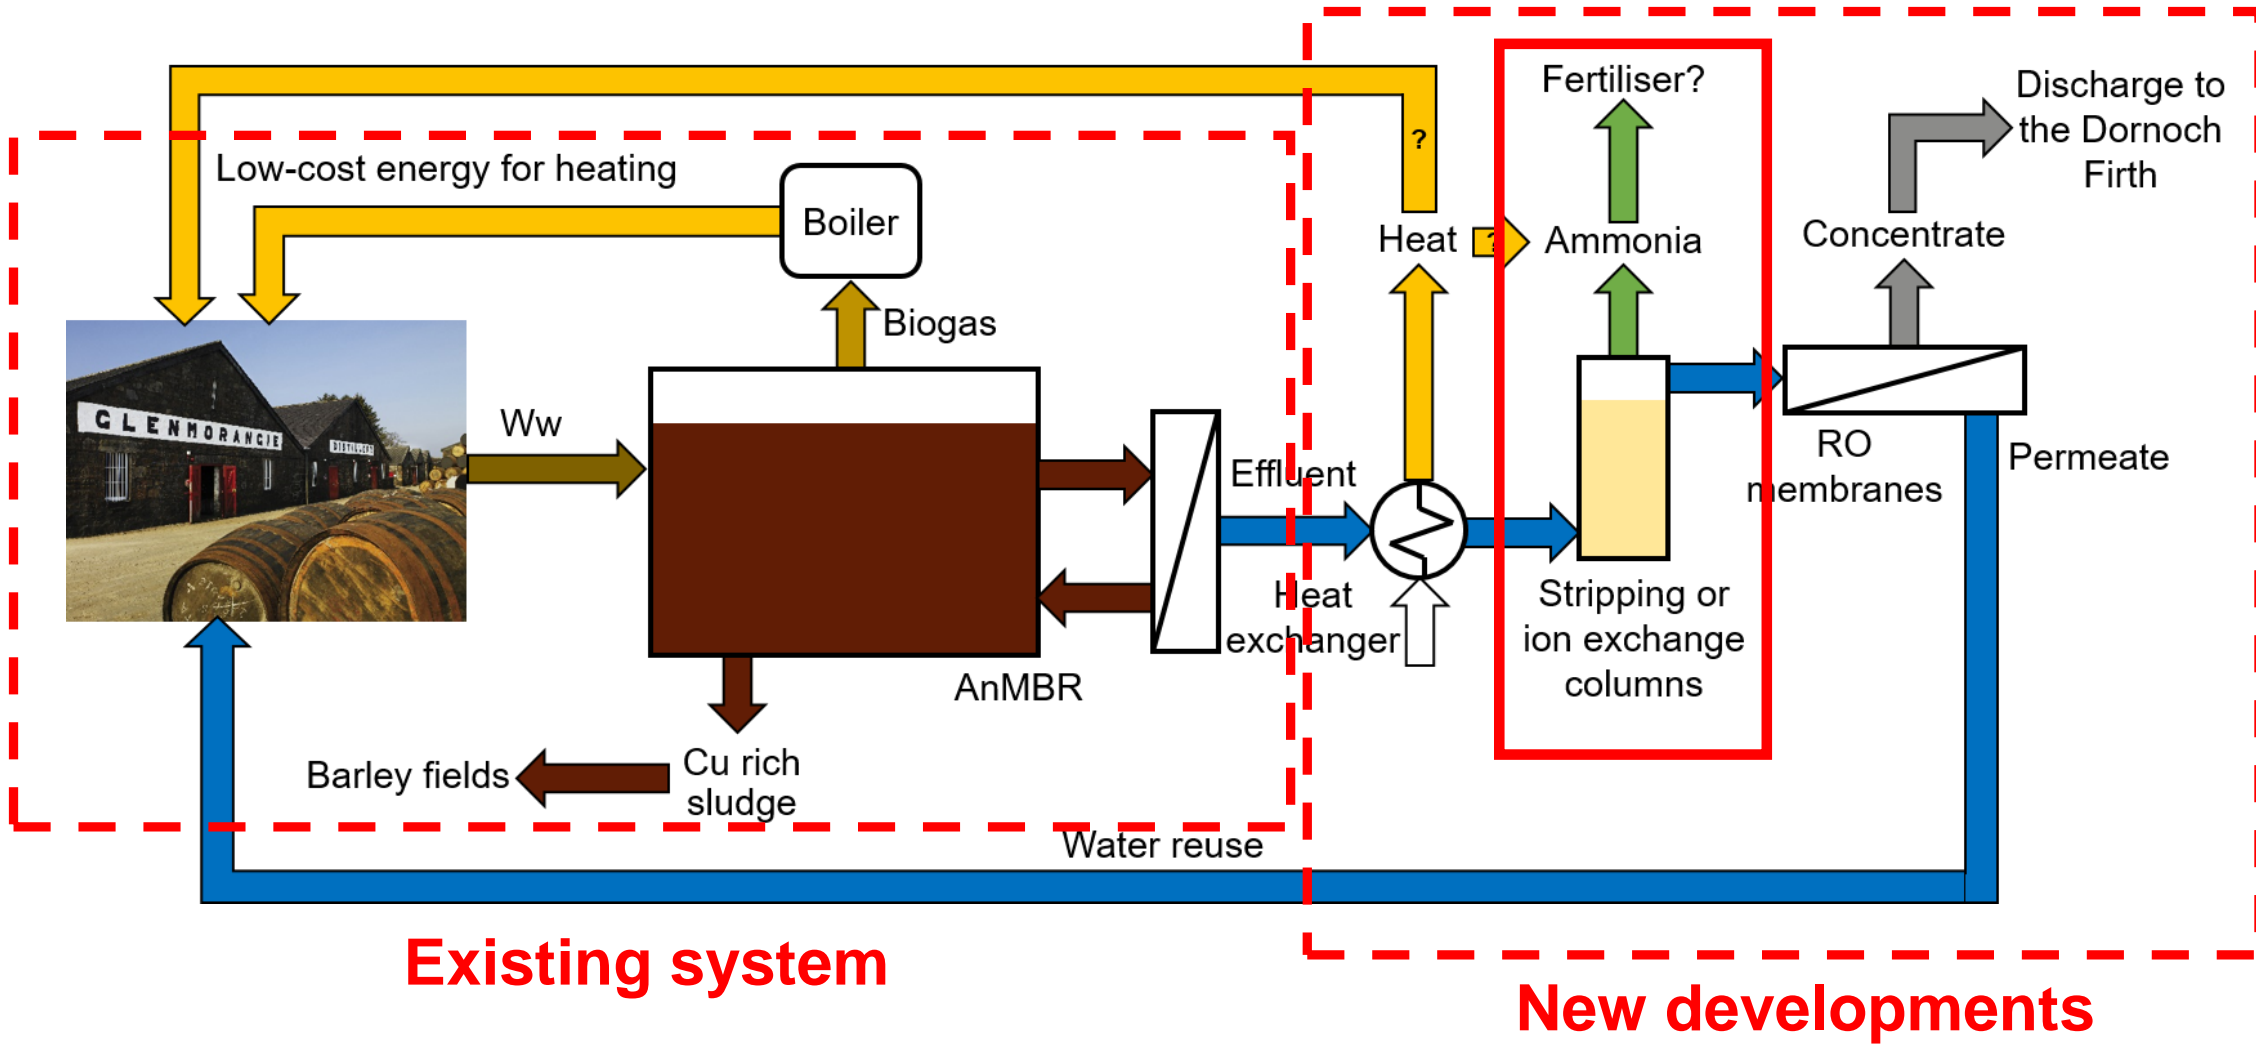 Fertiliser?
Discharge to
the Dornoch
Firth
?
Low-cost energy for heating
Boiler
Heat
?
Ammonia
Concentrate
Biogas
GLENMORANGIE
DISTILLERY
Ww
Effluent
RO
membranes
Permeate
Heat
exchanger
Stripping or
ion exchange
columns
AnMBR
Barley fields
Cu rich
sludge
Water reuse
Existing system
New developments